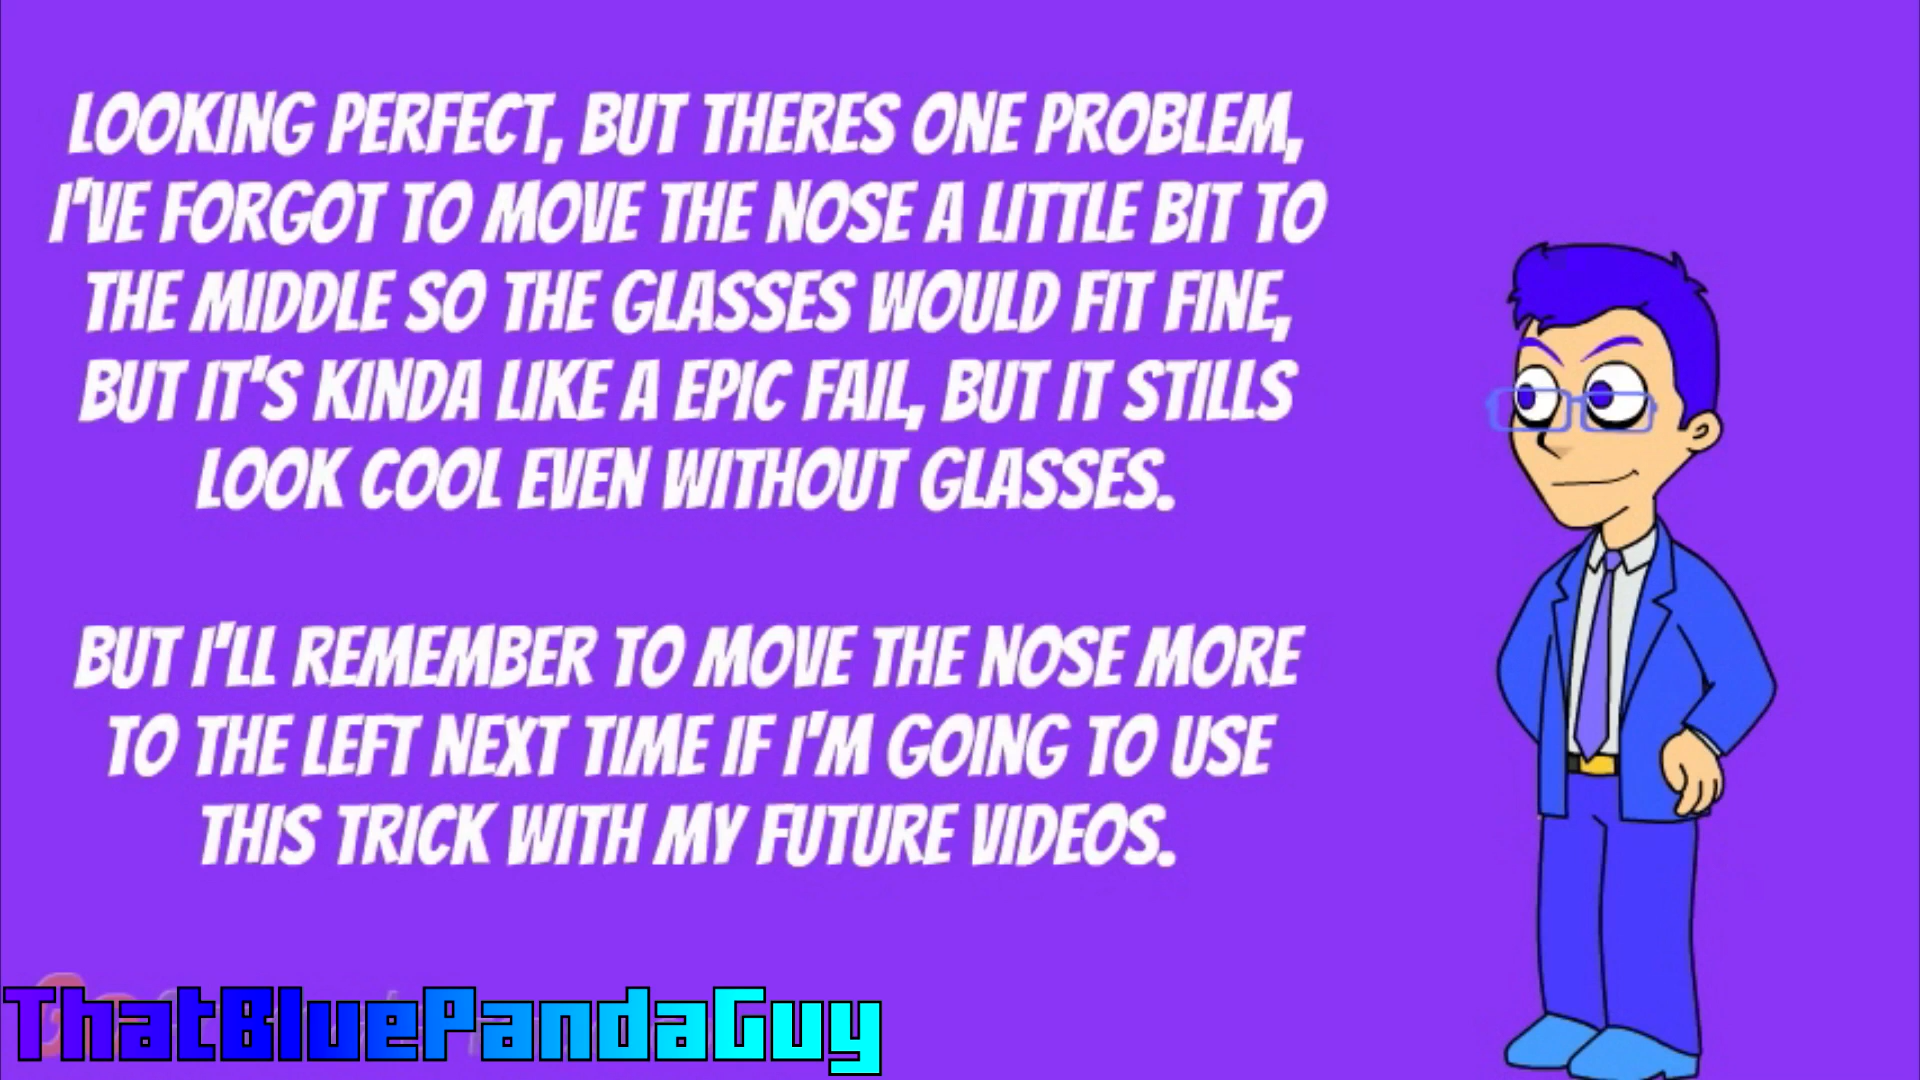 LOOKING PERFECT, BUT THERES ONE PROBLEM,
I'VE FORGOT TO MOVE THE NOSE A LITTLE BIT TO
THE MIDDLE SO THE GLASSES WOULD FIT FINE,
BUT IT'S KINDA LIKE A EPIC FAIL, BUT IT STILLS
LOOK COOL EVEN WITHOUT GLASSES.
BUT I'LL REMEMBER TO MOVE THE NOSE MORE
TO THE LEFT NEXT TIME IF I'M GOING TO USE
THIS TRICK WITH MY FUTURE VIDEOS.
ThatBluePandaGuy